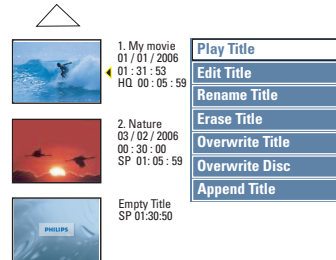 1. My movie
01 / 01 / 2006
01 : 31 : 53
HQ 00 : 05 : 59
2. Nature
03 / 02 / 2006
00 : 30 : 00
SP 01: 05 : 59
PHILIPS
Empty Title
SP 01:30:50
Play Title
Edit Title
Rename Title
Erase Title
Overwrite Title
Overwrite Disc
Append Title